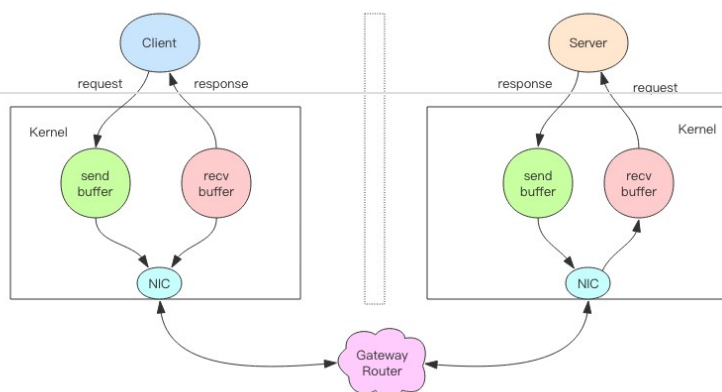 Client
Server
request
response
response
request
Kernel
Kernel
send
buffer
recv
buffer
send
buffer
recv
buffer
NIC
NIC
Gateway
Router